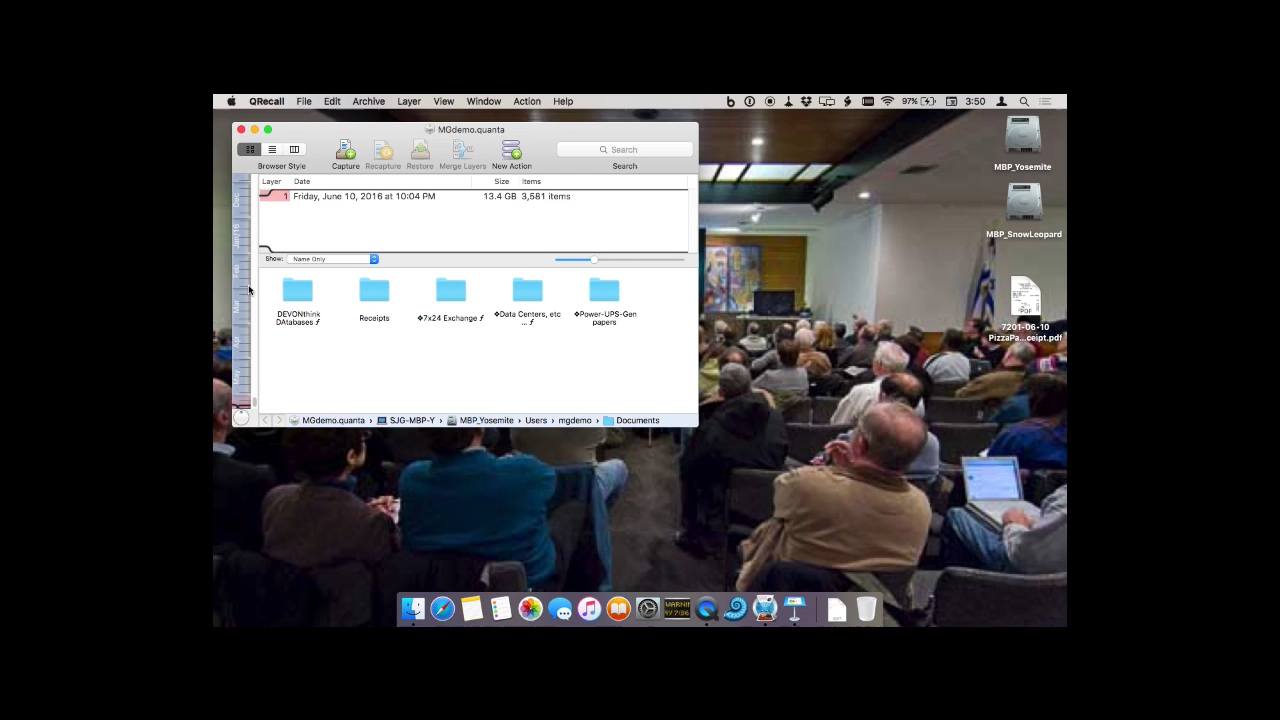 QRecall File Edit Archive Layer View Window Action Help 97% 3:50
MGdemo.quanta
Search
Browser Style Capture Recapture Restore Merge Layers New Action Search
Layer Date Size Items
1 Friday, June 10, 2016 at 10:04 PM 13.4 GB 3,581 items
Show: Name Only
DEVONthink
DAtabases ƒ
Receipts
❖7x24 Exchange ƒ
❖Data Centers, etc
... ƒ
❖Power-UPS-Gen
papers
MGdemo.quanta › SJG-MBP-Y › MBP_Yosemite › Users › mgdemo › Documents
MBP_Yosemite
MBP_SnowLeopard
PDF
7201-06-10
PizzaPa...ceipt.pdf